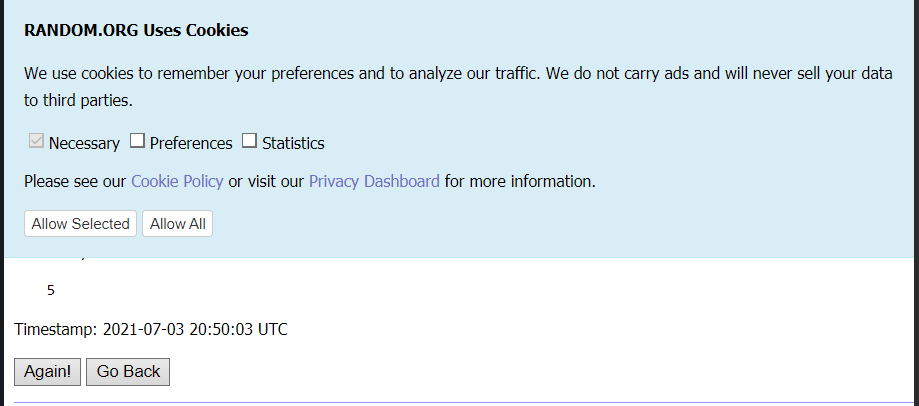 RANDOM.ORG Uses Cookies
We use cookies to remember your preferences and to analyze our traffic. We do not carry ads and will never sell your data
to third parties.
Necessary Preferences Statistics
Please see our Cookie Policy or visit our Privacy Dashboard for more information.
Allow Selected Allow All
5
Timestamp: 2021-07-03 20:50:03 UTC
Again! Go Back